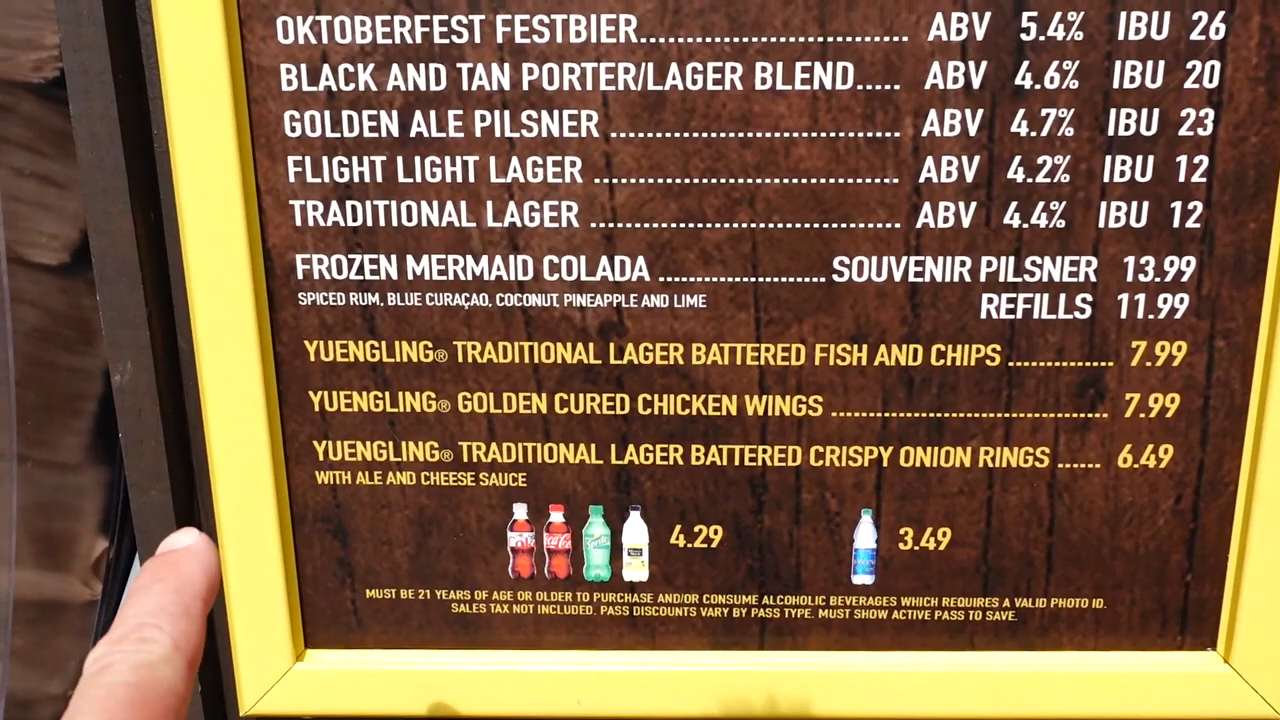 OKTOBERFEST FESTBIER............................ ABV 5.4% IBU 26
BLACK AND TAN PORTER/LAGER BLEND..... ABV 4.6% IBU 20
GOLDEN ALE PILSNER .............................. ABV 4.7% IBU 23
FLIGHT LIGHT LAGER ................................ ABV 4.2% IBU 12
TRADITIONAL LAGER ................................ ABV 4.4% IBU 12
FROZEN MERMAID COLADA ................. SOUVENIR PILSNER 13.99
SPICED RUM, BLUE CURAÇAO, COCONUT, PINEAPPLE AND LIME REFILLS 11.99
YUENGLING® TRADITIONAL LAGER BATTERED FISH AND CHIPS ............. 7.99
YUENGLING® GOLDEN CURED CHICKEN WINGS .................................. 7.99
YUENGLING® TRADITIONAL LAGER BATTERED CRISPY ONION RINGS ...... 6.49
WITH ALE AND CHEESE SAUCE
Coca-Cola Sprite 4.29 3.49
MUST BE 21 YEARS OF AGE OR OLDER TO PURCHASE AND/OR CONSUME ALCOHOLIC BEVERAGES WHICH REQUIRES A VALID PHOTO ID.
SALES TAX NOT INCLUDED. PASS DISCOUNTS VARY BY PASS TYPE. MUST SHOW ACTIVE PASS TO SAVE.